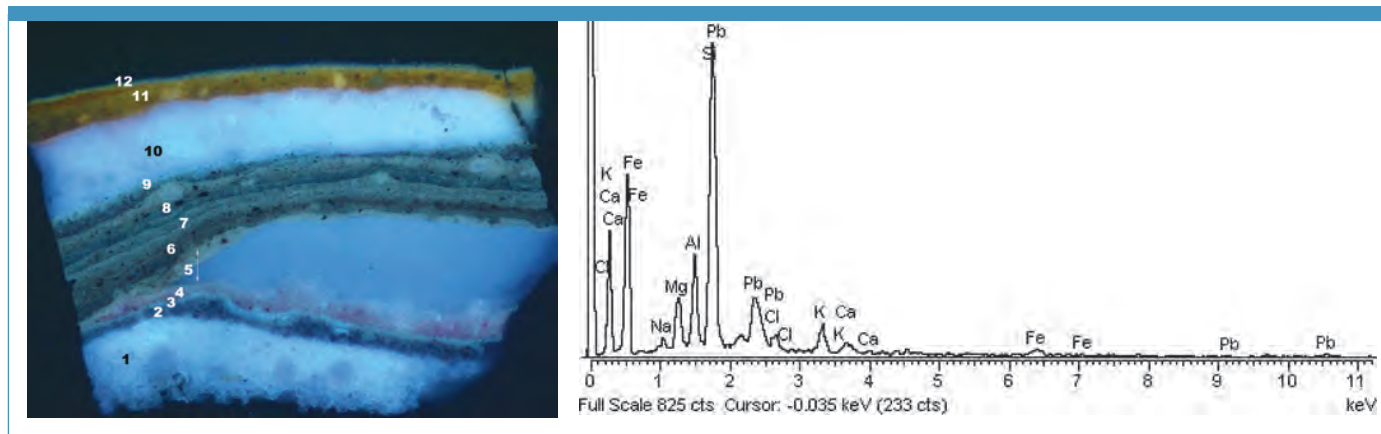 12
11
10
9
8
7
6
5
4
3
2
1
Pb
Si
K
Fe
Ca
Fe
Ca
Al
Cl
Mg
Pb
Pb
Na
Cl
Cl
K
Ca
K
Ca
Fe
Fe
Pb
Pb
0 1 2 3 4 5 6 7 8 9 10 11
Full Scale 825 cts Cursor: -0.035 keV (233 cts) keV